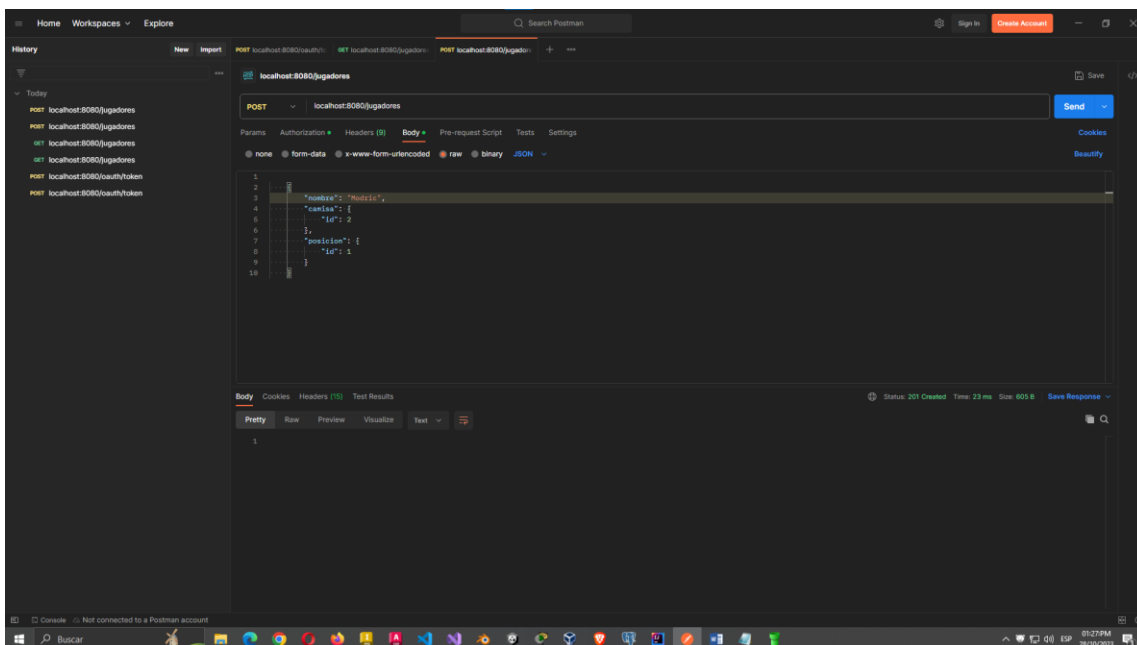 Home Workspaces Explore Search Postman Sign In Create Account
History New Import POST localhost:8080/oauth/t GET localhost:8080/jugadore POST localhost:8080/jugador
localhost:8080/jugadores Save
Today
POST localhost:8080/jugadores
POST localhost:8080/jugadores
GET localhost:8080/jugadores
GET localhost:8080/jugadores
POST localhost:8080/oauth/token
POST localhost:8080/oauth/token
POST localhost:8080/jugadores Send
Params Authorization Headers (9) Body Pre-request Script Tests Settings Cookies
none form-data x-www-form-urlencoded raw binary JSON Beautify
1
2 {
3 "nombre": "Modric",
4 "camisa": {
5 "id": 2
6 },
7 "posicion": {
8 "id": 1
9 }
10 }
Body Cookies Headers (15) Test Results Status: 201 Created Time: 23 ms Size: 605 B Save Response
Pretty Raw Preview Visualize Text
1
Console Not connected to a Postman account
Buscar ESP 01:27PM
28/10/2023